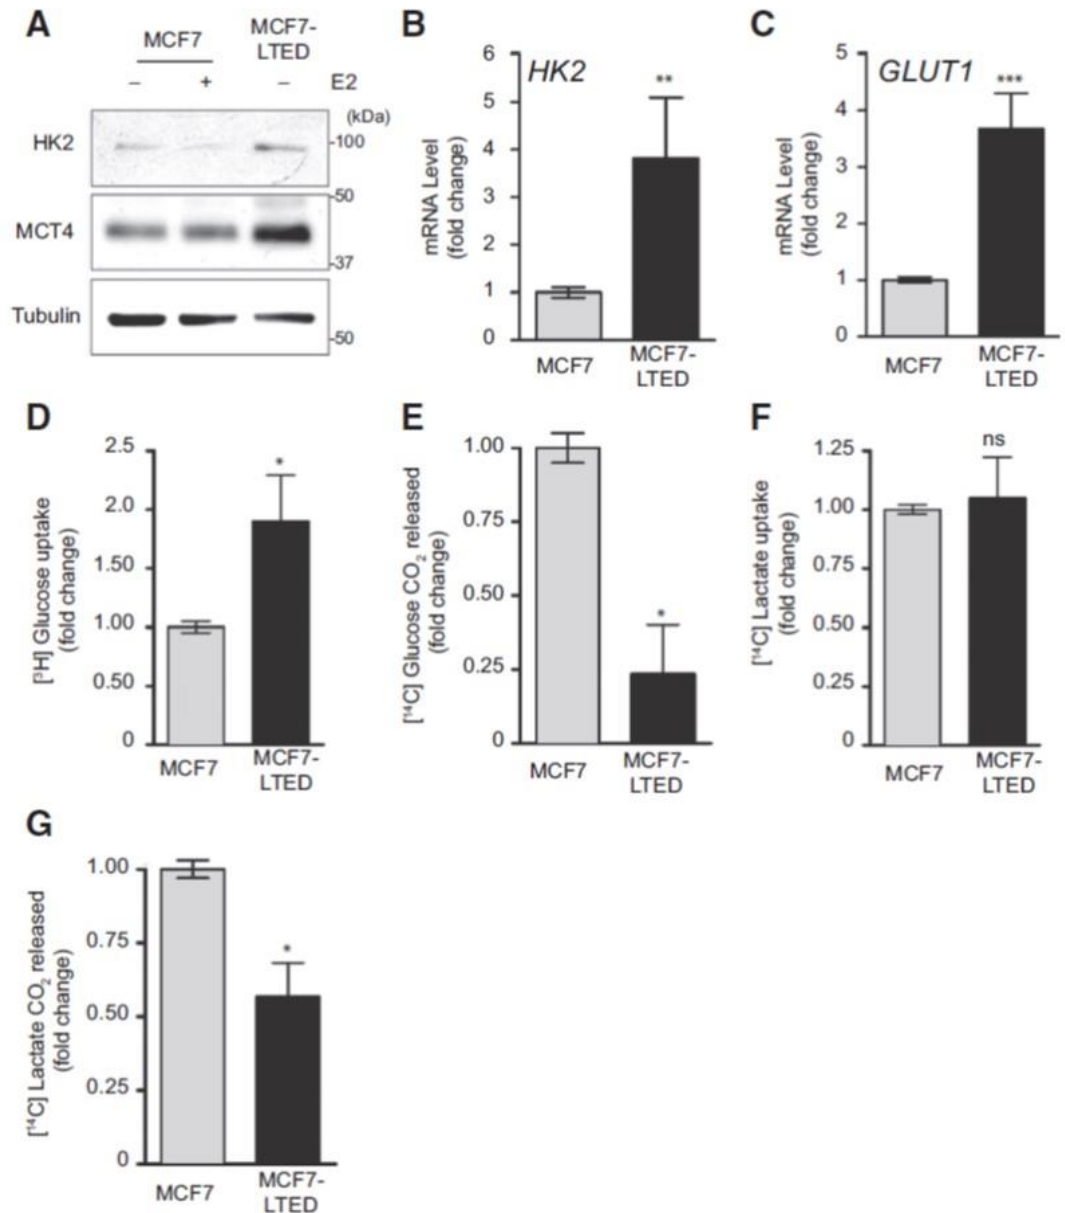 A
MCF7
MCF7-
LTED
–
+
–
E2
(kDa)
HK2
-100
-50
MCT4
-37
Tubulin
-50
B
HK2
**
mRNA Level
(fold change)
6
5
4
3
2
1
0
MCF7
MCF7-
LTED
C
GLUT1
***
mRNA Level
(fold change)
5
4
3
2
1
0
MCF7
MCF7-
LTED
D
[³H] Glucose uptake
(fold change)
2.5
2.0
1.50
1.00
0.50
0
*
MCF7
MCF7-
LTED
E
[¹⁴C] Glucose CO₂ released
(fold change)
1.00
0.75
0.50
0.25
0
*
MCF7
MCF7-
LTED
F
[¹⁴C] Lactate uptake
(fold change)
1.25
1.00
0.75
0.50
0.25
0
ns
MCF7
MCF7-
LTED
G
[¹⁴C] Lactate CO₂ released
(fold change)
1.00
0.75
0.50
0.25
0
*
MCF7
MCF7-
LTED